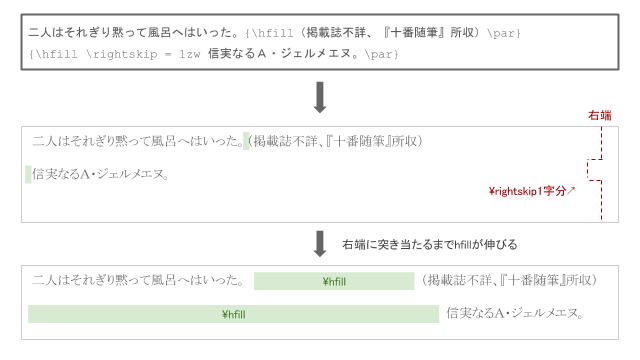 二人はそれぎり黙って風呂へはいった。{\hfill（掲載誌不詳、『十番随筆』所収）\par}
{\hfill \rightskip = 1zw 信実なるA・ジェルメエヌ。\par}
右端
二人はそれぎり黙って風呂へはいった。（掲載誌不詳、『十番随筆』所収）
信実なるA・ジェルメエヌ。
¥rightskip1字分↗
右端に突き当たるまでhfillが伸びる
二人はそれぎり黙って風呂へはいった。 ¥hfill （掲載誌不詳、『十番随筆』所収）
¥hfill 信実なるA・ジェルメエヌ。